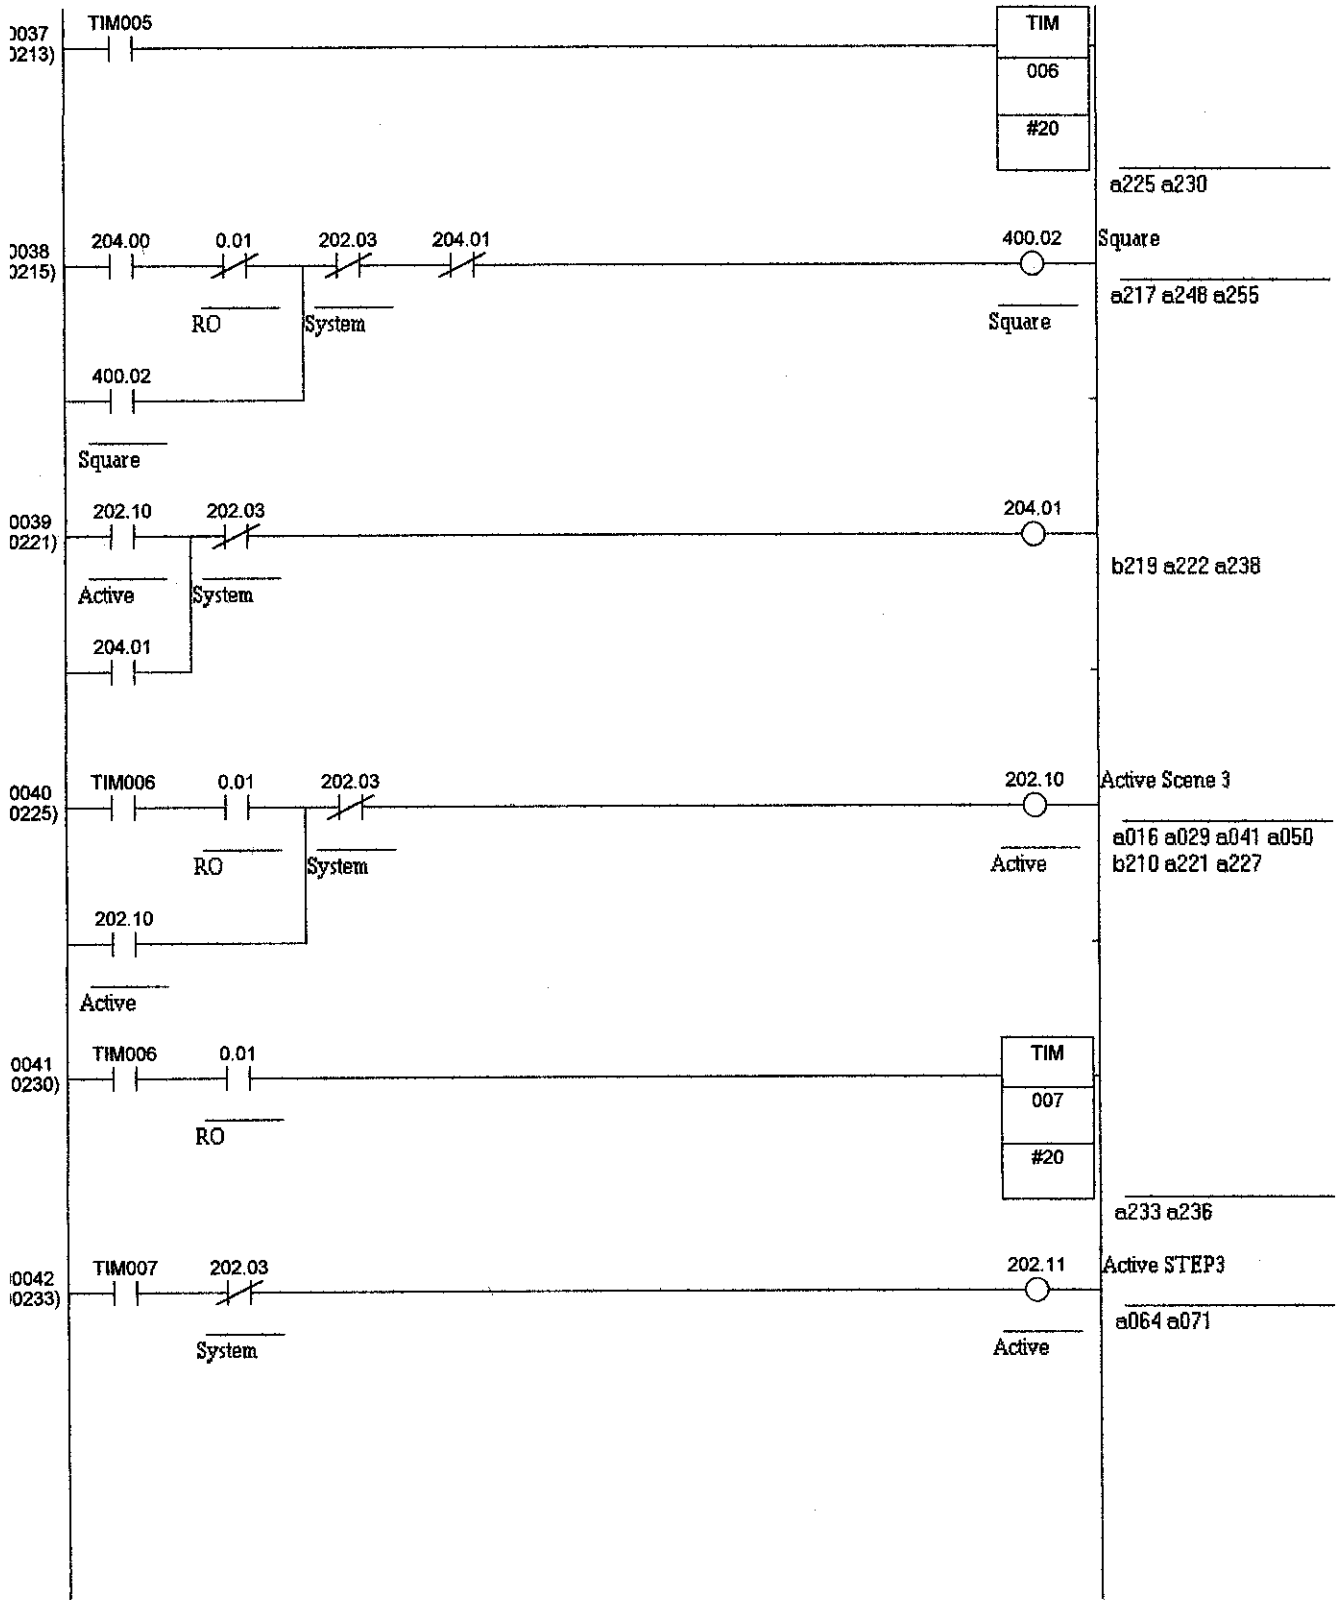 TIM005
TIM
0037
0213)
006
#20
a225 a230
204.00 0.01 202.03 204.01 400.02 Square
0038
0215)
RO System Square
a217 a248 a255
400.02
Square
202.10 202.03 204.01
0039
0221)
Active System
b219 a222 a238
204.01
TIM006 0.01 202.03 202.10 Active Scene 3
0040
0225)
RO System Active
a016 a029 a041 a050
b210 a221 a227
202.10
Active
TIM006 0.01 TIM
0041
0230)
007
RO
#20
a233 a236
TIM007 202.03 202.11 Active STEP3
0042
0233)
System Active
a064 a071